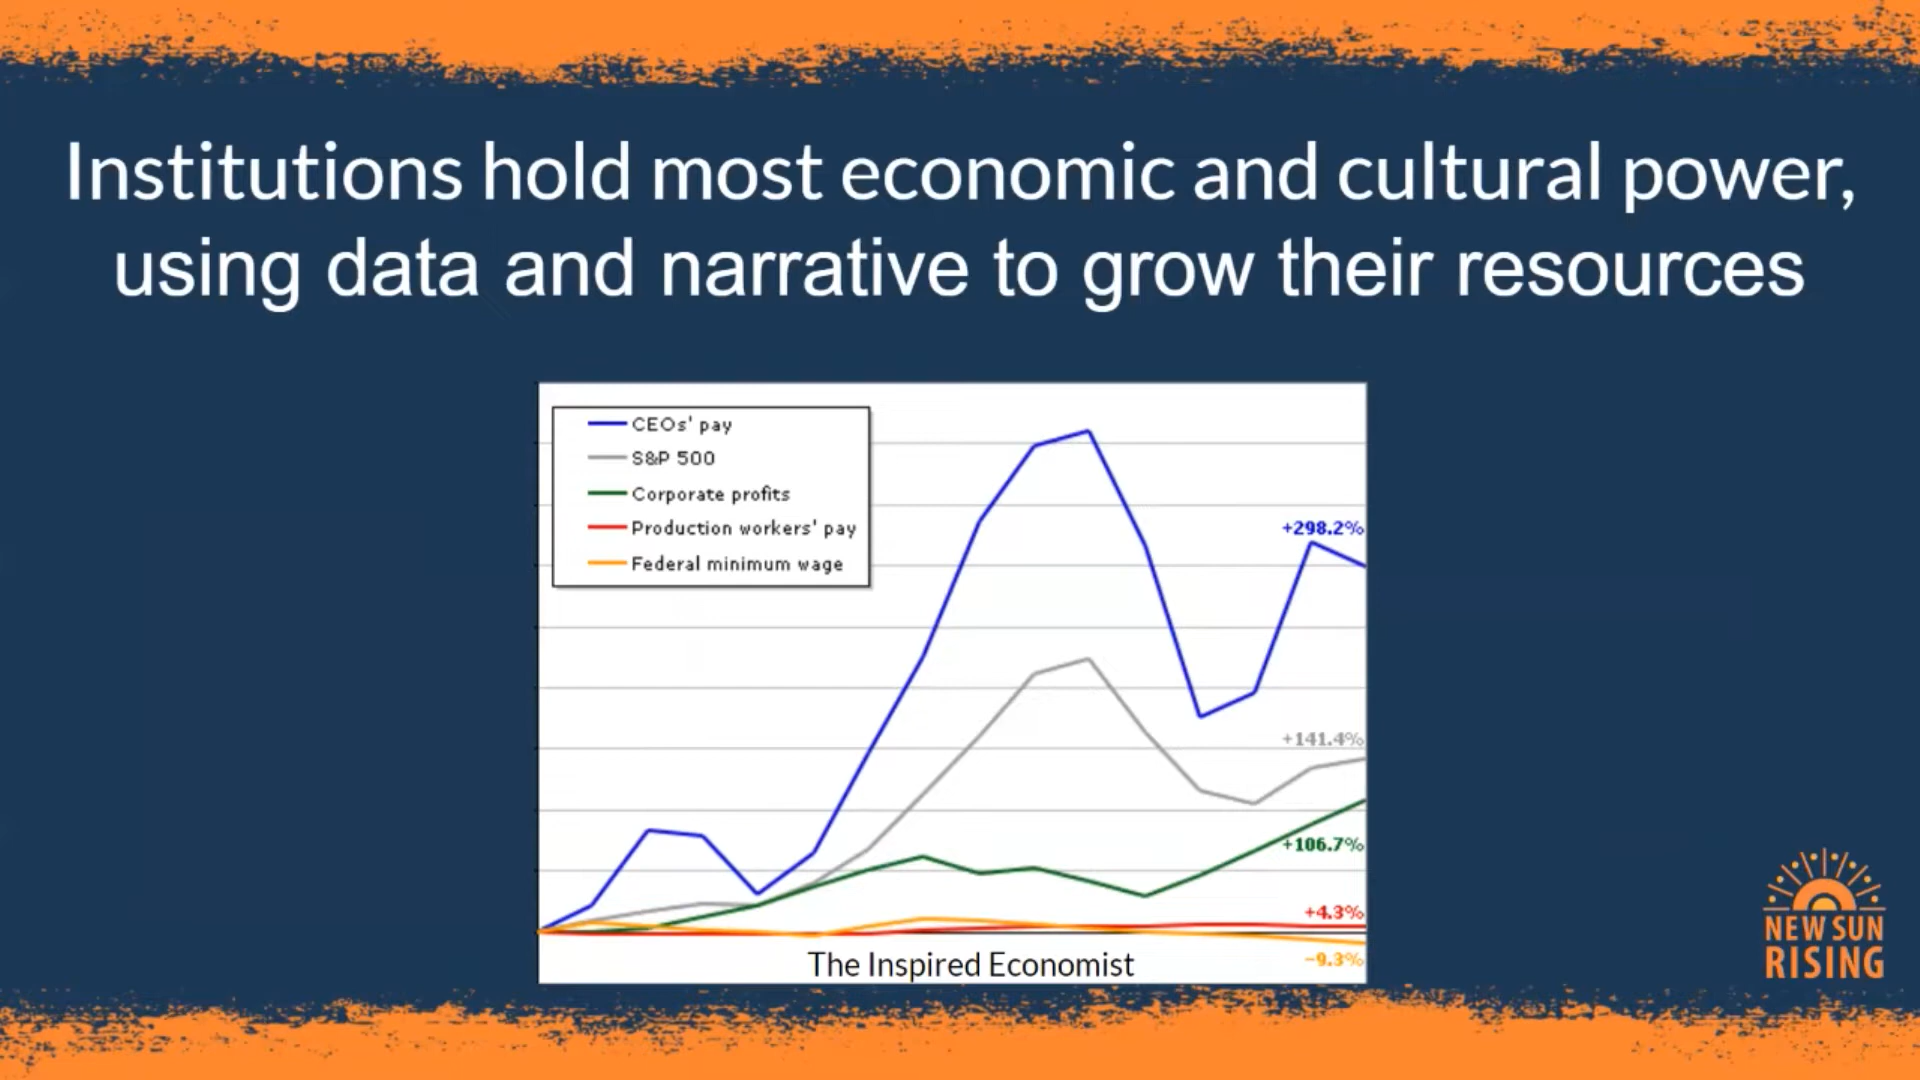 Institutions hold most economic and cultural power,
using data and narrative to grow their resources
CEOs' pay
S&P 500
Corporate profits
Production workers' pay
Federal minimum wage
+298.2%
+141.4%
+106.7%
+4.3%
-9.3%
The Inspired Economist
NEW SUN
RISING